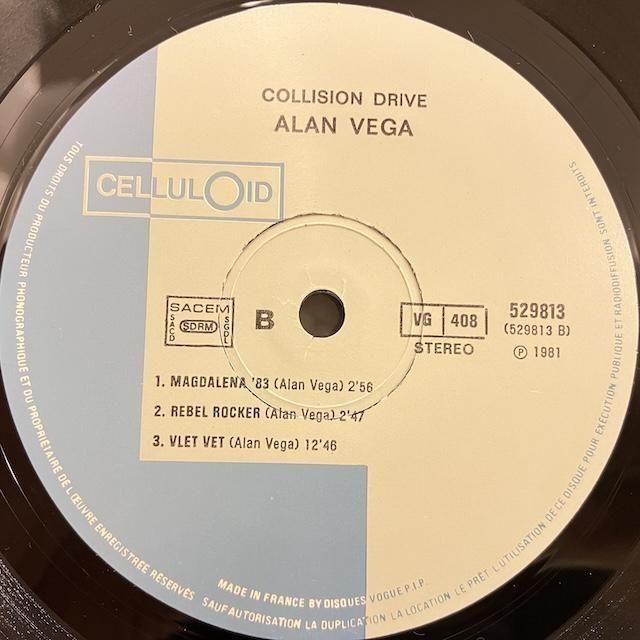 COLLISION DRIVE
ALAN VEGA
CELLULOID
SACEM
SACD
SDRM
SGDL
B
VG 408
STEREO
529813
(529813 B)
℗ 1981
1. MAGDALENA '83 (Alan Vega) 2'56
2. REBEL ROCKER (Alan Vega) 2'47
3. VLET VET (Alan Vega) 12'46
TOUS DROITS DU PRODUCTEUR PHONOGRAPHIQUE ET DU PROPRIÉTAIRE DE L'ŒUVRE ENREGISTRÉE RÉSERVÉS SAUF AUTORISATION LA DUPLICATION LA LOCATION LE PRÊT L'UTILISATION DE CE DISQUE POUR EXÉCUTION PUBLIQUE ET RADIODIFFUSION SONT INTERDITS
MADE IN FRANCE BY DISQUES VOGUE P.I.P.